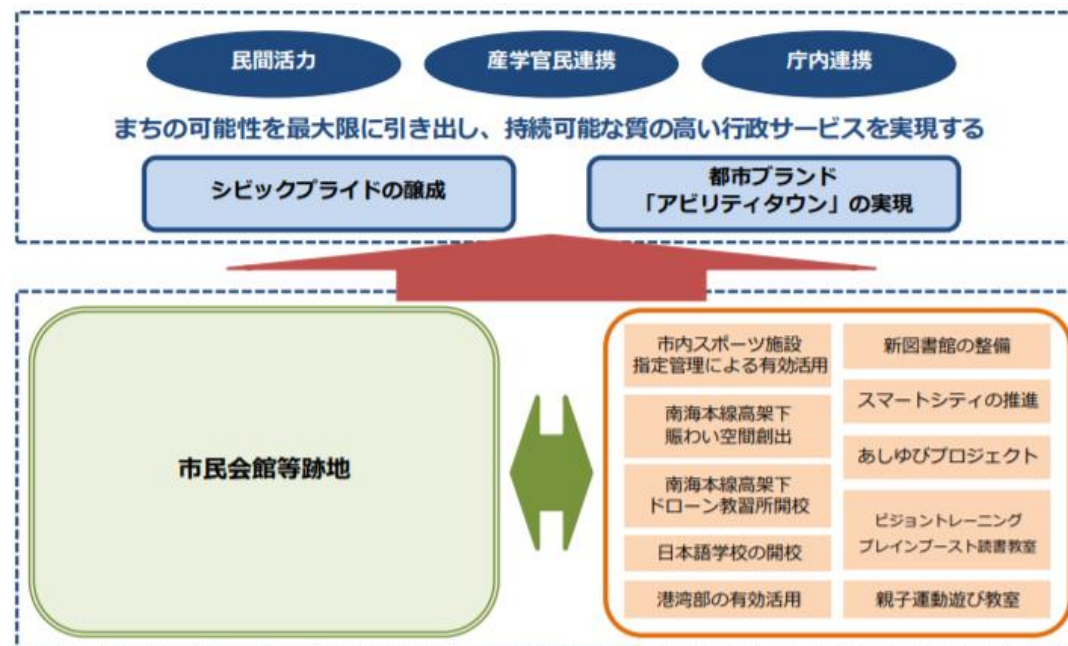 民間活力
産学官民連携
庁内連携
まちの可能性を最大限に引き出し、持続可能な質の高い行政サービスを実現する
シビックプライドの醸成
都市ブランド
「アビリティタウン」の実現
市民会館等跡地
市内スポーツ施設
指定管理による有効活用
南海本線高架下
賑わい空間創出
南海本線高架下
ドローン教習所開校
日本語学校の開校
港湾部の有効活用
新図書館の整備
スマートシティの推進
あしゆびプロジェクト
ビジョントレーニング
ブレインブースト読書教室
親子運動遊び教室